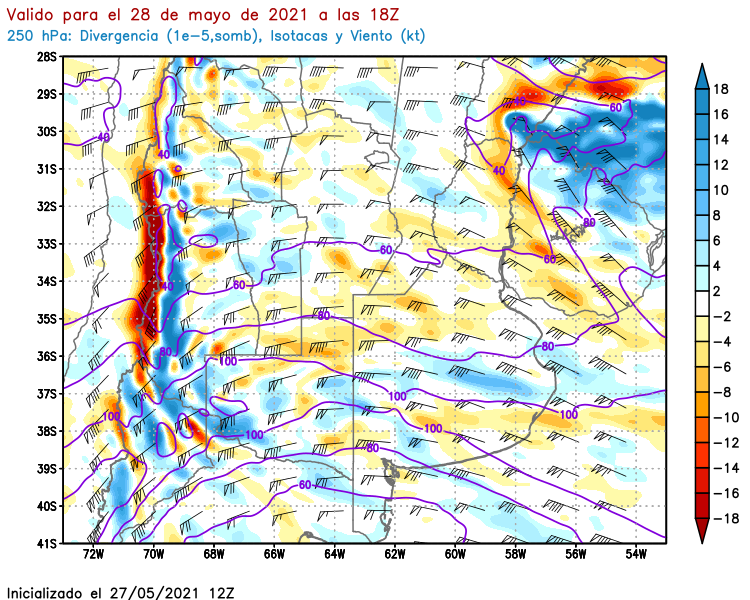 Valido para el 28 de mayo de 2021 a las 18Z
250 hPa: Divergencia (1e−5,somb), Isotacas y Viento (kt)
28S
29S
30S
31S
32S
33S
34S
35S
36S
37S
38S
39S
40S
41S
72W 70W 68W 66W 64W 62W 60W 58W 56W 54W
40
40
40
40
60
40
80
60
60
60
40
80
80
80
100
100
100
100
100
100
80
60
18
16
14
12
10
8
6
4
2
−2
−4
−6
−8
−10
−12
−14
−16
−18
Inicializado el 27/05/2021 12Z